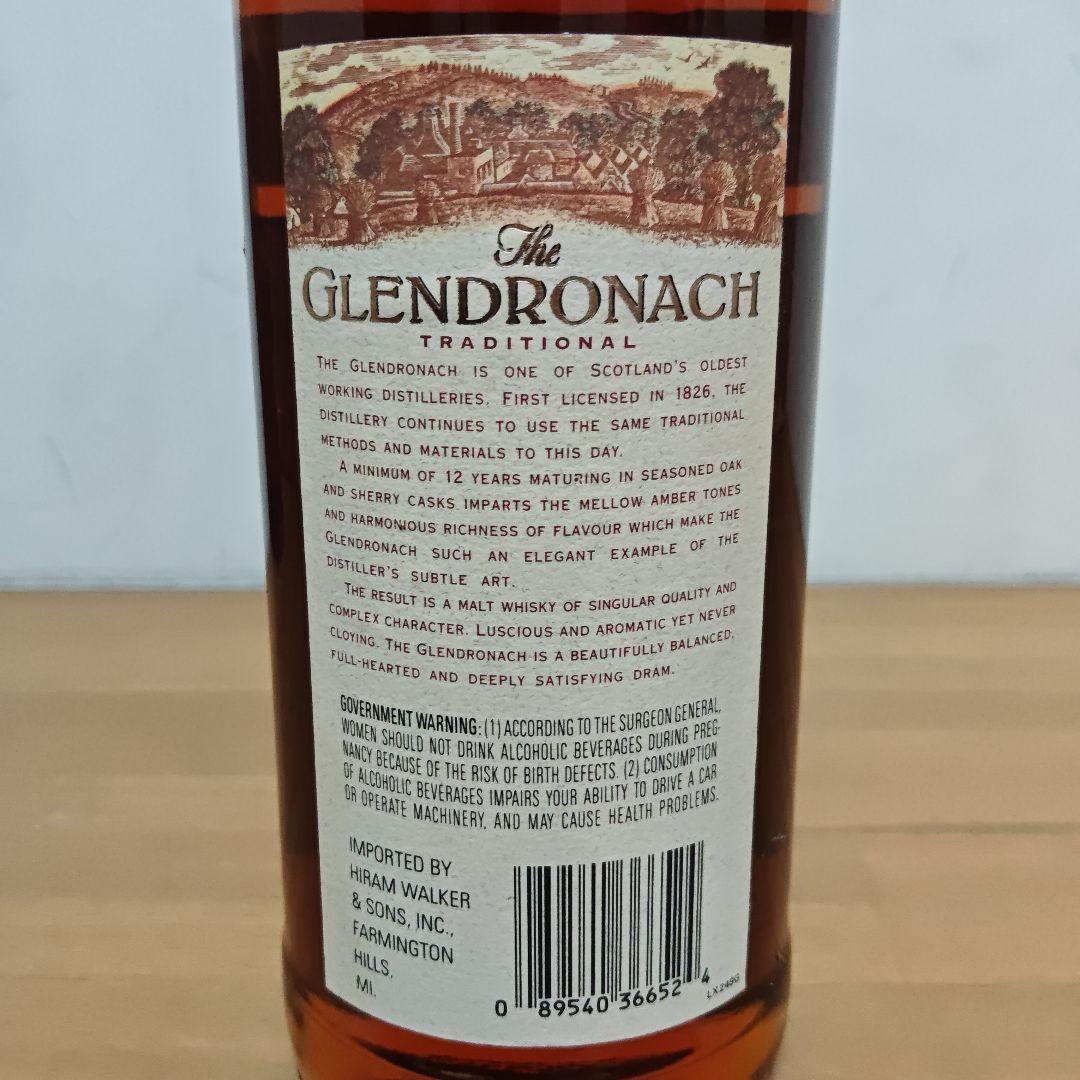 The
GLENDRONACH
TRADITIONAL
THE GLENDRONACH IS ONE OF SCOTLAND'S OLDEST
WORKING DISTILLERIES. FIRST LICENSED IN 1826, THE
DISTILLERY CONTINUES TO USE THE SAME TRADITIONAL
METHODS AND MATERIALS TO THIS DAY.
A MINIMUM OF 12 YEARS MATURING IN SEASONED OAK
AND SHERRY CASKS IMPARTS THE MELLOW AMBER TONES
AND HARMONIOUS RICHNESS OF FLAVOUR WHICH MAKE THE
GLENDRONACH SUCH AN ELEGANT EXAMPLE OF THE
DISTILLER'S SUBTLE ART.
THE RESULT IS A MALT WHISKY OF SINGULAR QUALITY AND
COMPLEX CHARACTER. LUSCIOUS AND AROMATIC YET NEVER
CLOYING. THE GLENDRONACH IS A BEAUTIFULLY BALANCED,
FULL-HEARTED AND DEEPLY SATISFYING DRAM.
GOVERNMENT WARNING: (1) ACCORDING TO THE SURGEON GENERAL,
WOMEN SHOULD NOT DRINK ALCOHOLIC BEVERAGES DURING PREG-
NANCY BECAUSE OF THE RISK OF BIRTH DEFECTS. (2) CONSUMPTION
OF ALCOHOLIC BEVERAGES IMPAIRS YOUR ABILITY TO DRIVE A CAR
OR OPERATE MACHINERY, AND MAY CAUSE HEALTH PROBLEMS.
IMPORTED BY
HIRAM WALKER
& SONS, INC.,
FARMINGTON
HILLS,
MI.
0 89540 36652 4
LX249G